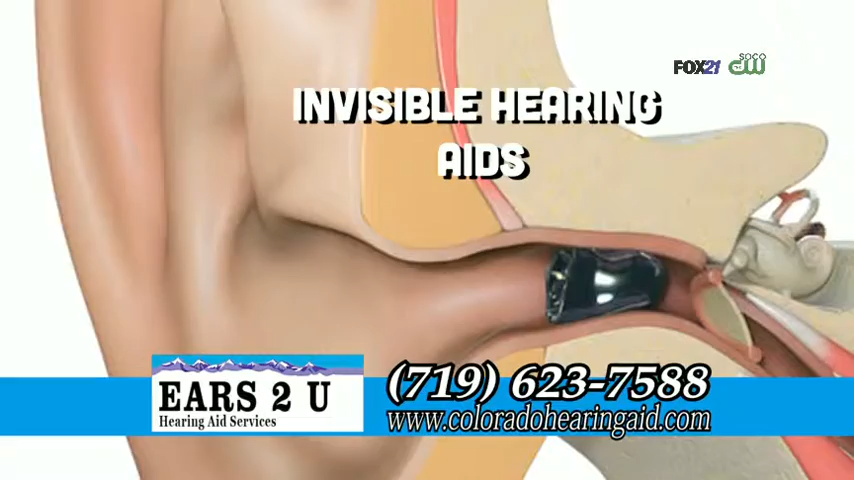 SOCO
FOX21 CW
INVISIBLE HEARING
AIDS
EARS 2 U
Hearing Aid Services
(719) 623-7588
www.coloradohearingaid.com